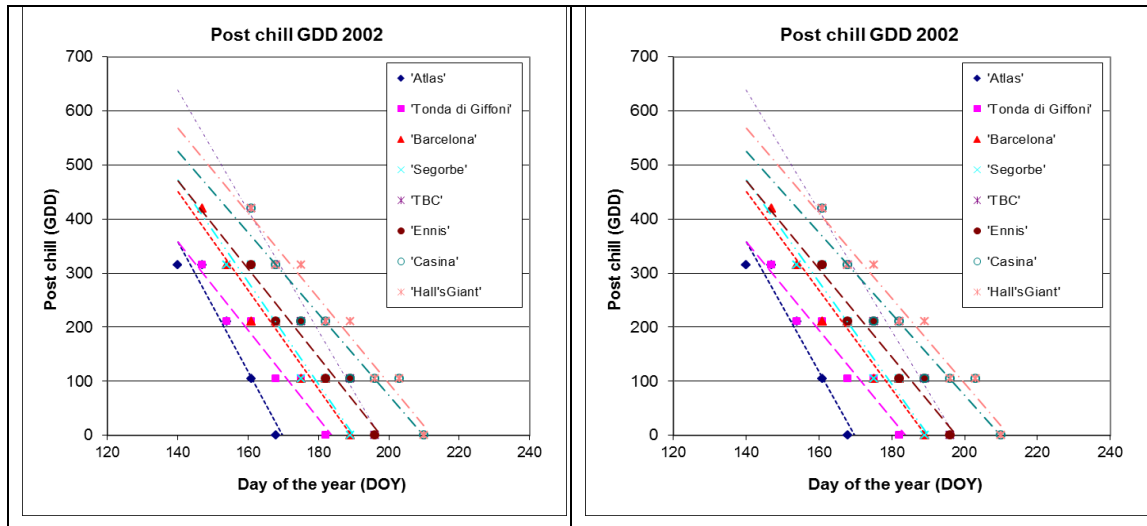 Post chill GDD 2002
700
600
500
400
300
200
100
0
120
140
160
180
200
220
240
Post chill (GDD)
Day of the year (DOY)
'Atlas'
'Tonda di Giffoni'
'Barcelona'
'Segorbe'
'TBC'
'Ennis'
'Casina'
'Hall'sGiant'
Post chill GDD 2002
700
600
500
400
300
200
100
0
120
140
160
180
200
220
240
Post chill (GDD)
Day of the year (DOY)
'Atlas'
'Tonda di Giffoni'
'Barcelona'
'Segorbe'
'TBC'
'Ennis'
'Casina'
'Hall'sGiant'